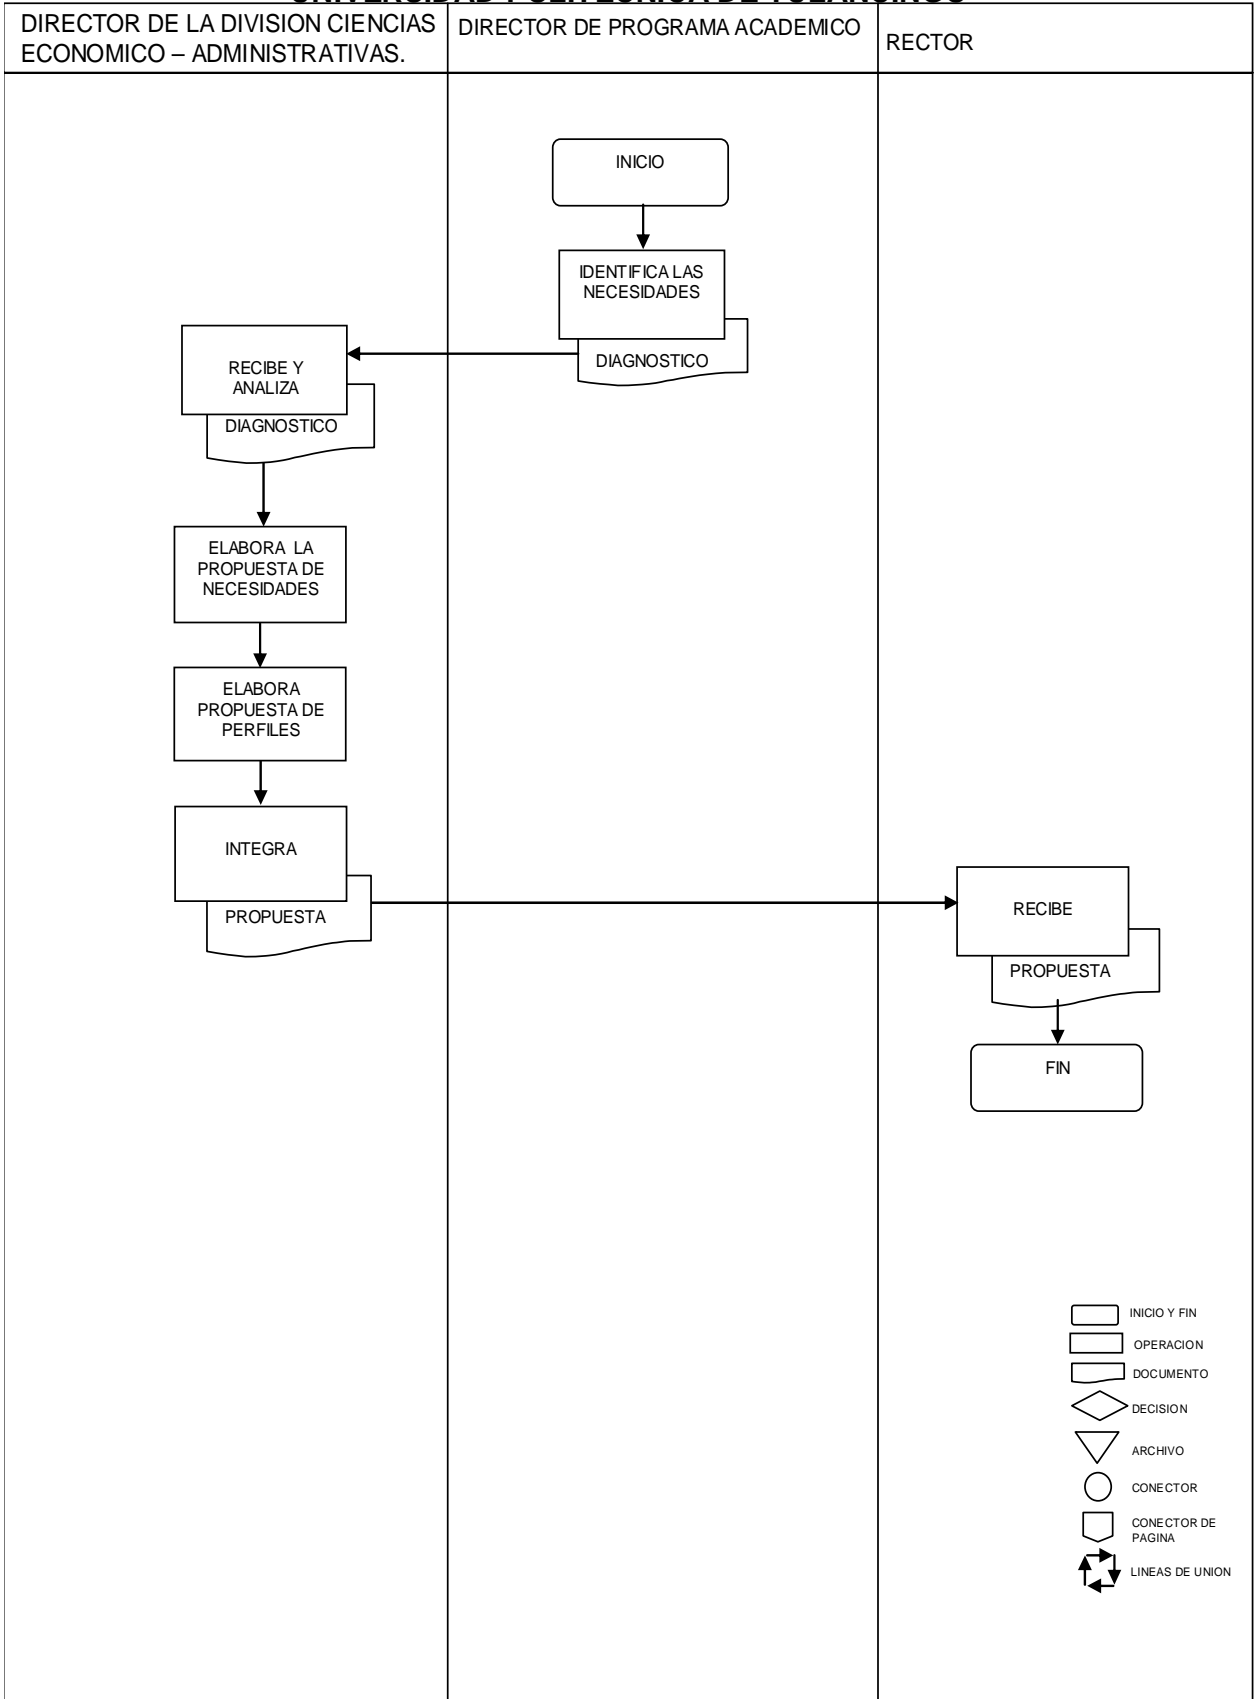 DIRECTOR DE LA DIVISION CIENCIAS
ECONOMICO – ADMINISTRATIVAS.
DIRECTOR DE PROGRAMA ACADEMICO
RECTOR
INICIO
IDENTIFICA LAS
NECESIDADES
DIAGNOSTICO
RECIBE Y
ANALIZA
DIAGNOSTICO
ELABORA LA
PROPUESTA DE
NECESIDADES
ELABORA
PROPUESTA DE
PERFILES
INTEGRA
PROPUESTA
RECIBE
PROPUESTA
FIN
INICIO Y FIN
OPERACION
DOCUMENTO
DECISION
ARCHIVO
CONECTOR
CONECTOR DE
PAGINA
LINEAS DE UNION